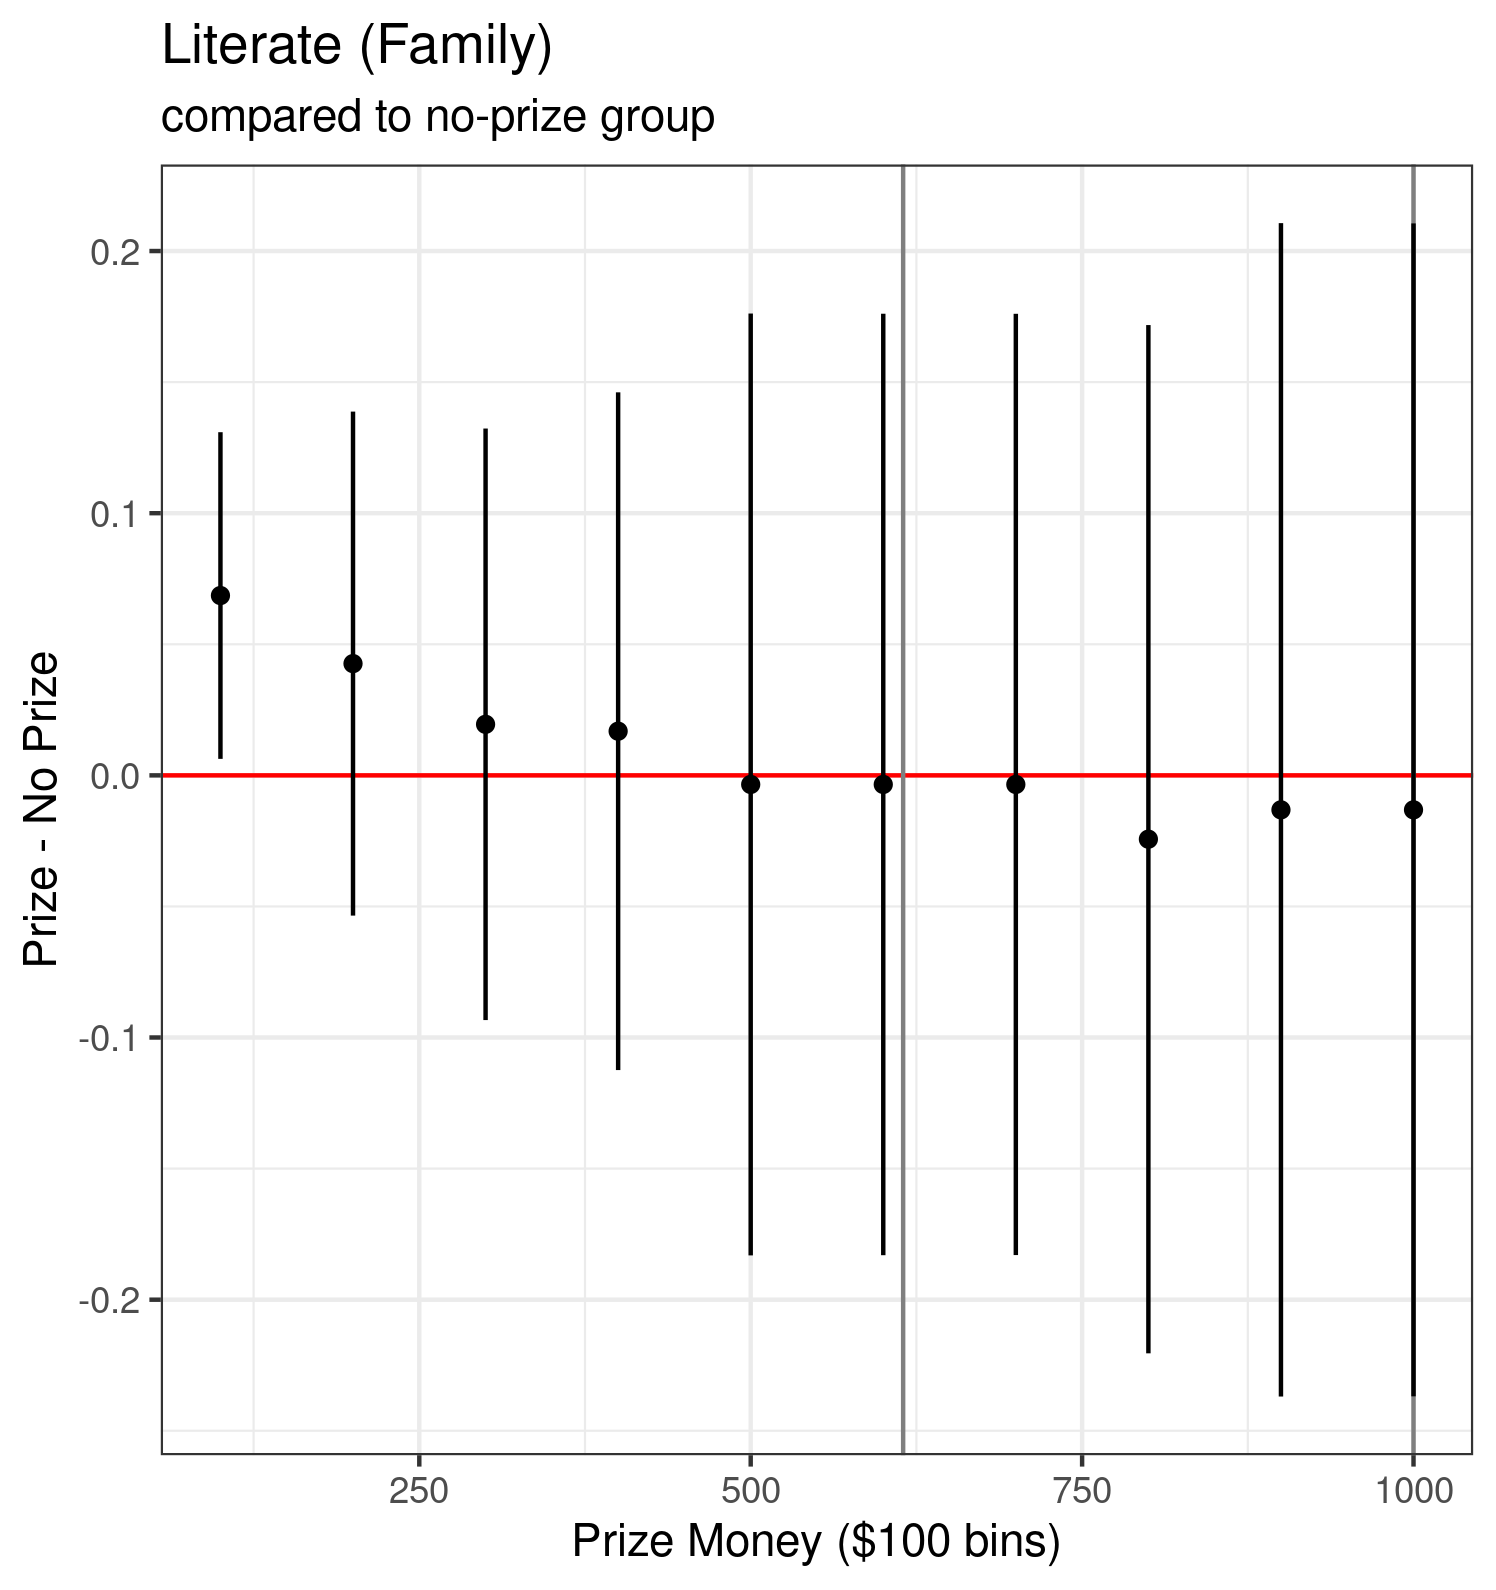 Literate (Family)
compared to no-prize group
Prize - No Prize
0.2
0.1
0.0
-0.1
-0.2
250 500 750 1000
Prize Money ($100 bins)